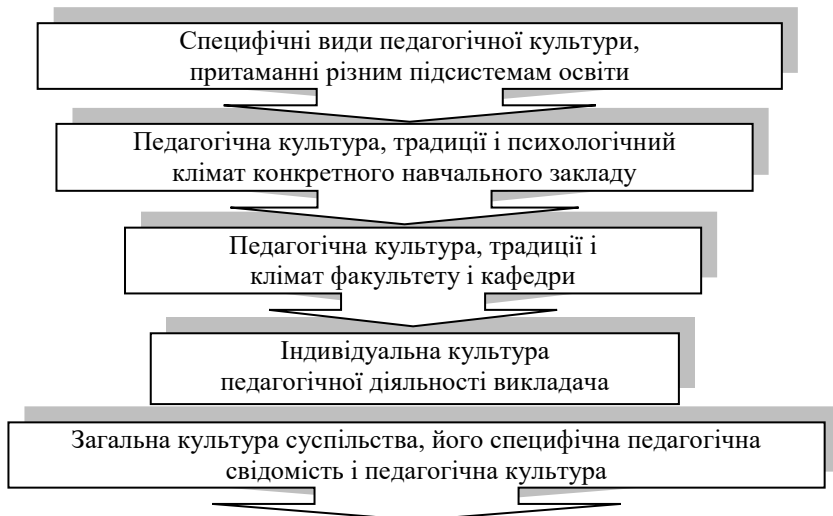 Специфічні види педагогічної культури,
притаманні різним підсистемам освіти
Педагогічна культура, традиції і психологічний
клімат конкретного навчального закладу
Педагогічна культура, традиції і
клімат факультету і кафедри
Індивідуальна культура
педагогічної діяльності викладача
Загальна культура суспільства, його специфічна педагогічна
свідомість і педагогічна культура